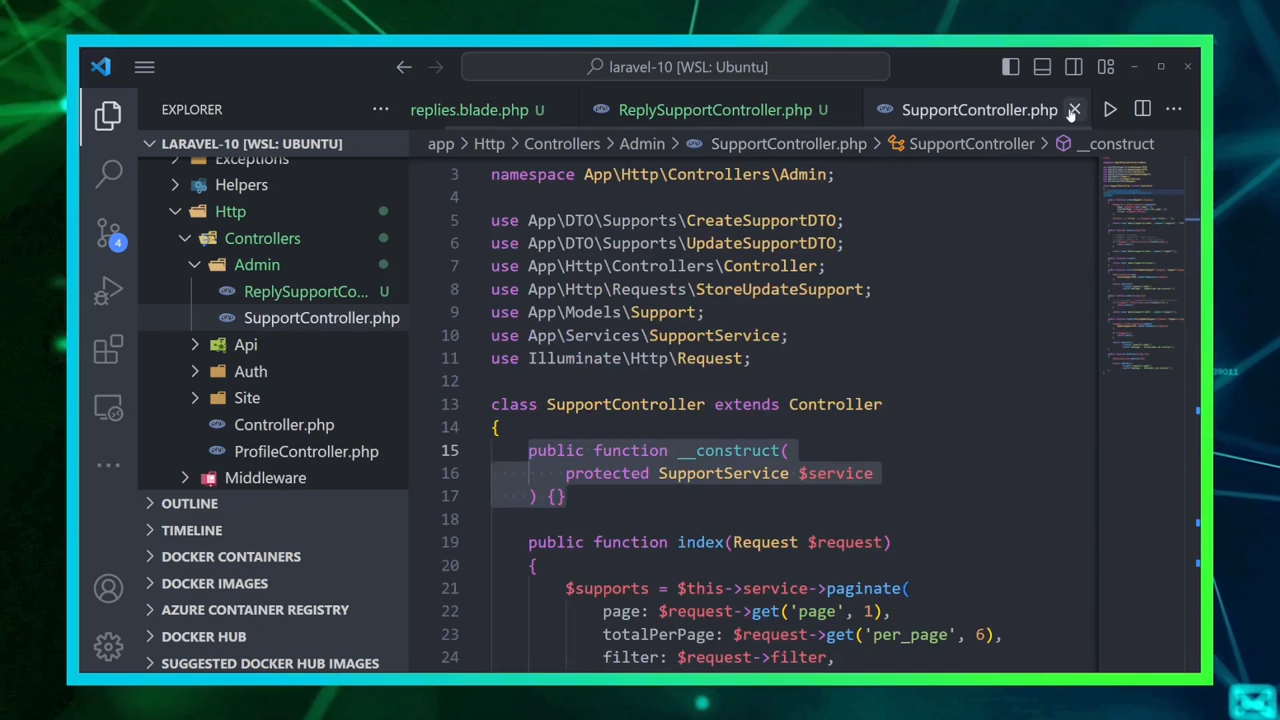 laravel-10 [WSL: Ubuntu]
EXPLORER
replies.blade.php U
ReplySupportController.php U
SupportController.php
LARAVEL-10 [WSL: UBUNTU]
app > Http > Controllers > Admin > SupportController.php > SupportController > __construct
Exceptions
Helpers
Http
Controllers
Admin
ReplySupportCo... U
SupportController.php
Api
Auth
Site
Controller.php
ProfileController.php
Middleware
OUTLINE
TIMELINE
DOCKER CONTAINERS
DOCKER IMAGES
AZURE CONTAINER REGISTRY
DOCKER HUB
SUGGESTED DOCKER HUB IMAGES
4
3 namespace App\Http\Controllers\Admin;
4
5 use App\DTO\Supports\CreateSupportDTO;
6 use App\DTO\Supports\UpdateSupportDTO;
7 use App\Http\Controllers\Controller;
8 use App\Http\Requests\StoreUpdateSupport;
9 use App\Models\Support;
10 use App\Services\SupportService;
11 use Illuminate\Http\Request;
12
13 class SupportController extends Controller
14 {
15 public function __construct(
16 protected SupportService $service
17 ) {}
18
19 public function index(Request $request)
20 {
21 $supports = $this->service->paginate(
22 page: $request->get('page', 1),
23 totalPerPage: $request->get('per_page', 6),
24 filter: $request->filter,